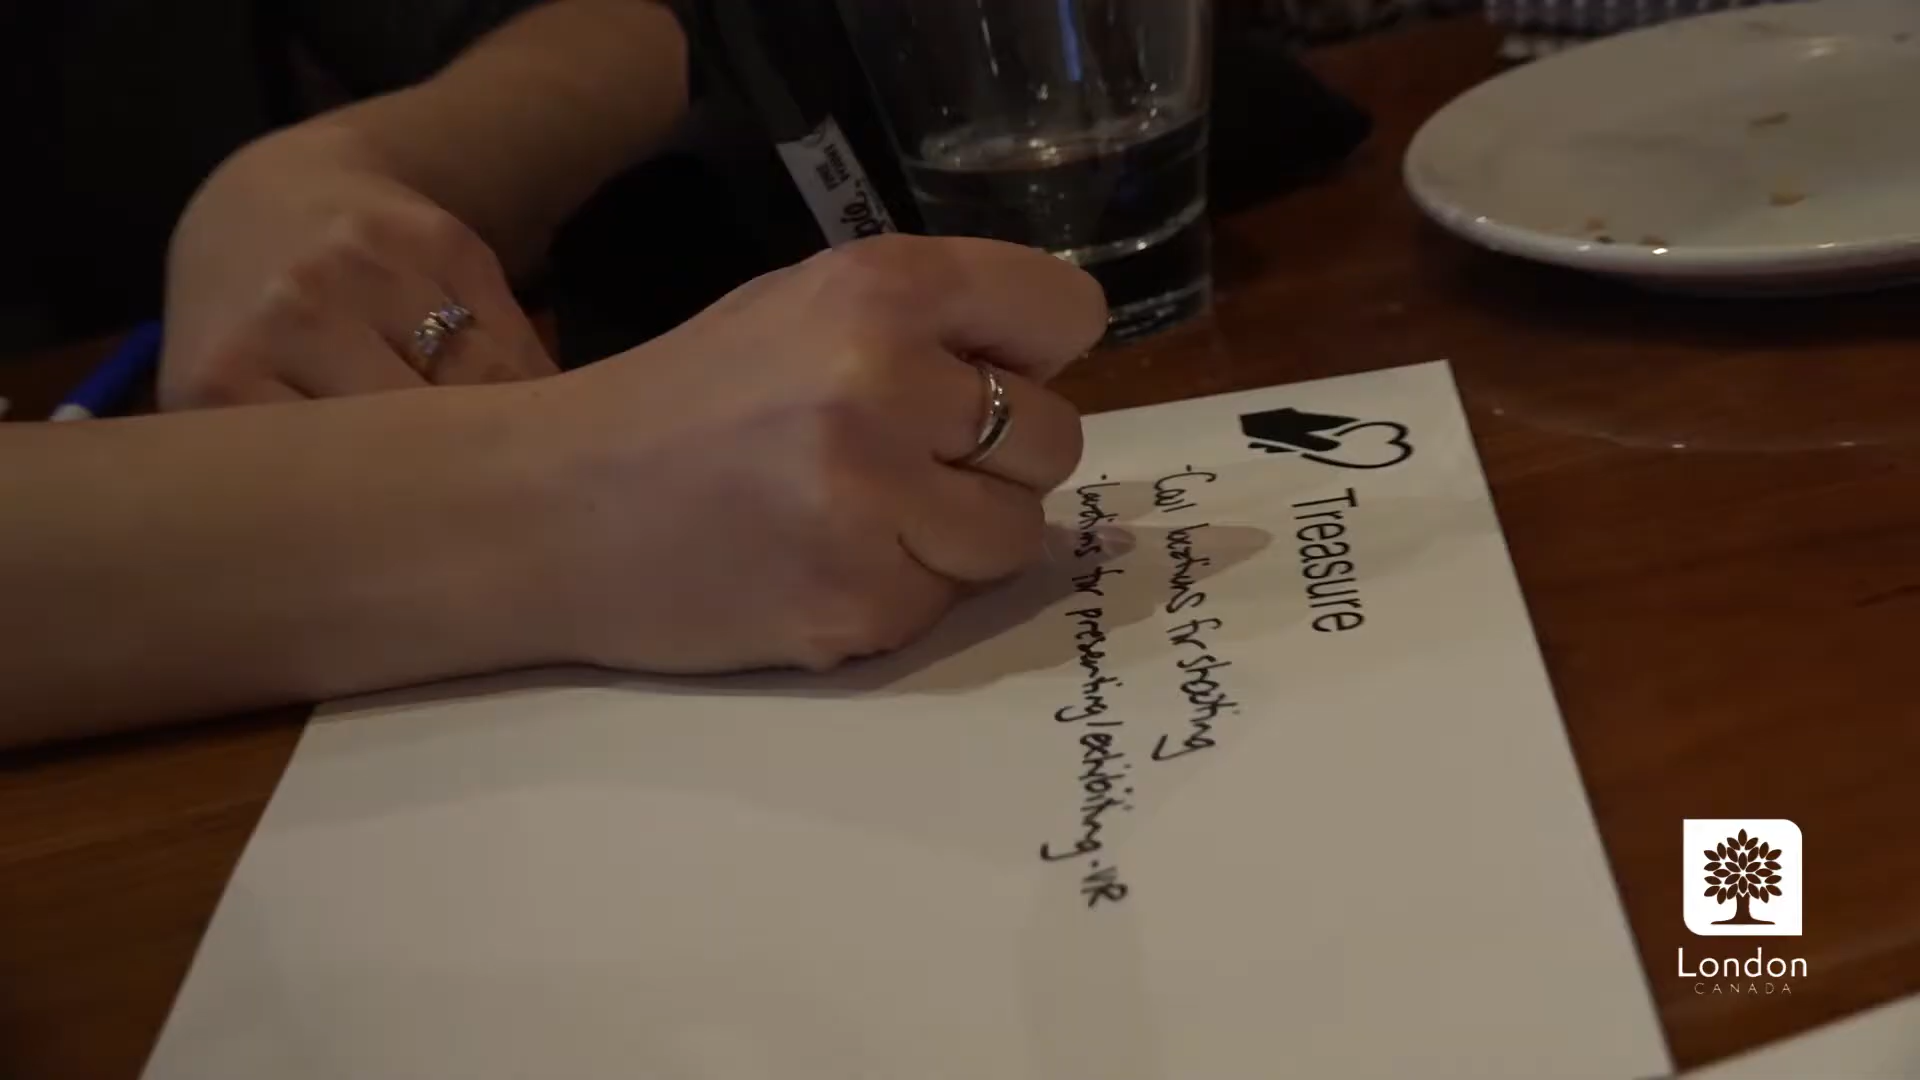 Treasure
·Cool locations for shooting
·Locations for presenting/exhibiting·VR
London
CANADA